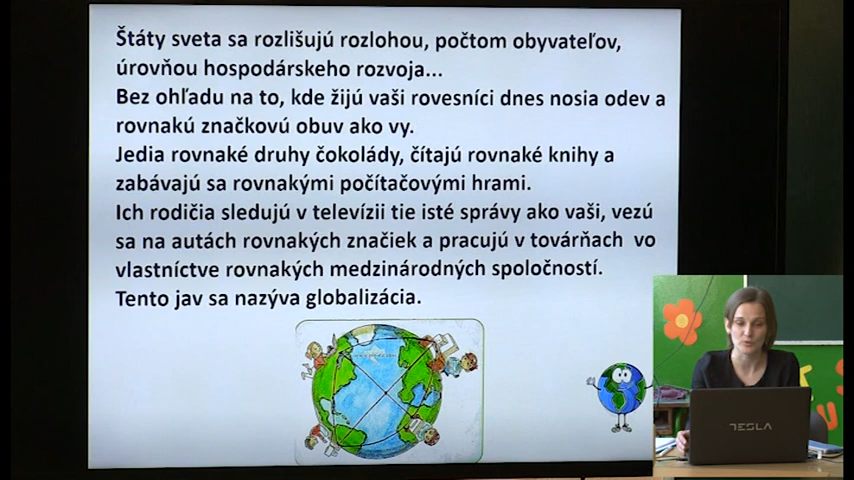 Štáty sveta sa rozlišujú rozlohou, počtom obyvateľov,
úrovňou hospodárskeho rozvoja...
Bez ohľadu na to, kde žijú vaši rovesníci dnes nosia odev a
rovnakú značkovú obuv ako vy.
Jedia rovnaké druhy čokolády, čítajú rovnaké knihy a
zabávajú sa rovnakými počítačovými hrami.
Ich rodičia sledujú v televízii tie isté správy ako vaši, vezú
sa na autách rovnakých značiek a pracujú v továrňach vo
vlastníctve rovnakých medzinárodných spoločností.
Tento jav sa nazýva globalizácia.
TESLA